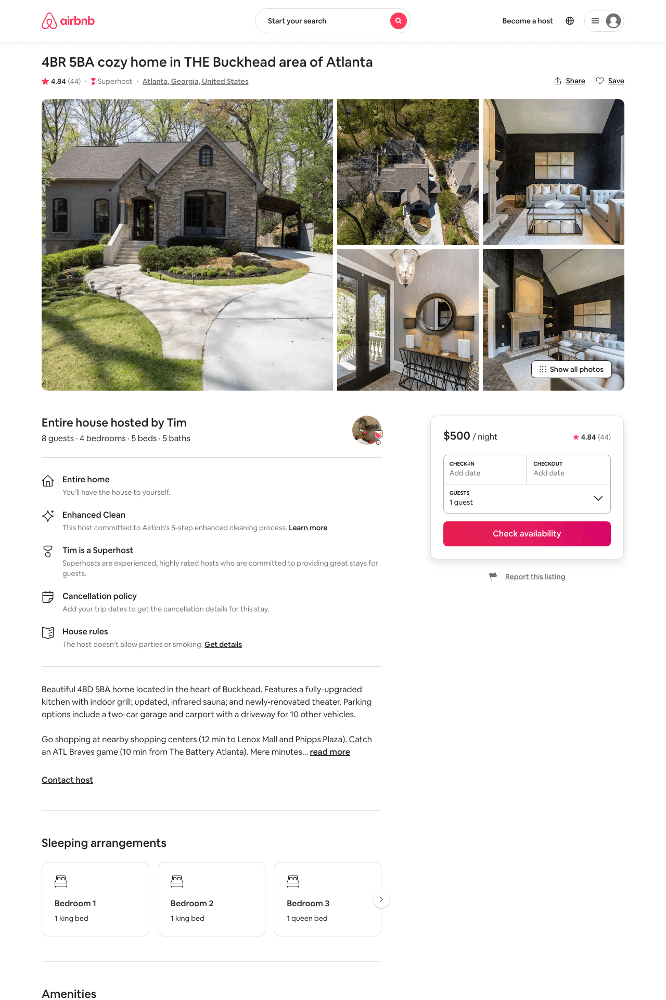 airbnb
Start your search
Become a host
4BR 5BA cozy home in THE Buckhead area of Atlanta
4.84 (44) · Superhost · Atlanta, Georgia, United States
Share
Save
Show all photos
Entire house hosted by Tim
8 guests · 4 bedrooms · 5 beds · 5 baths
Entire home
You’ll have the house to yourself.
Enhanced Clean
This host committed to Airbnb's 5-step enhanced cleaning process. Learn more
Tim is a Superhost
Superhosts are experienced, highly rated hosts who are committed to providing great stays for
guests.
Cancellation policy
Add your trip dates to get the cancellation details for this stay.
House rules
The host doesn’t allow parties or smoking. Get details
Beautiful 4BD 5BA home located in the heart of Buckhead. Features a fully-upgraded
kitchen with indoor grill; updated, infrared sauna; and newly-renovated theater. Parking
options include a two-car garage and carport with a driveway for 10 other vehicles.
Go shopping at nearby shopping centers (12 min to Lenox Mall and Phipps Plaza). Catch
an ATL Braves game (10 min from The Battery Atlanta). Mere minutes... read more
Contact host
Sleeping arrangements
Bedroom 1
1 king bed
Bedroom 2
1 king bed
Bedroom 3
1 queen bed
Amenities
$500 / night
4.84 (44)
CHECK-IN
Add date
CHECKOUT
Add date
GUESTS
1 guest
Check availability
Report this listing